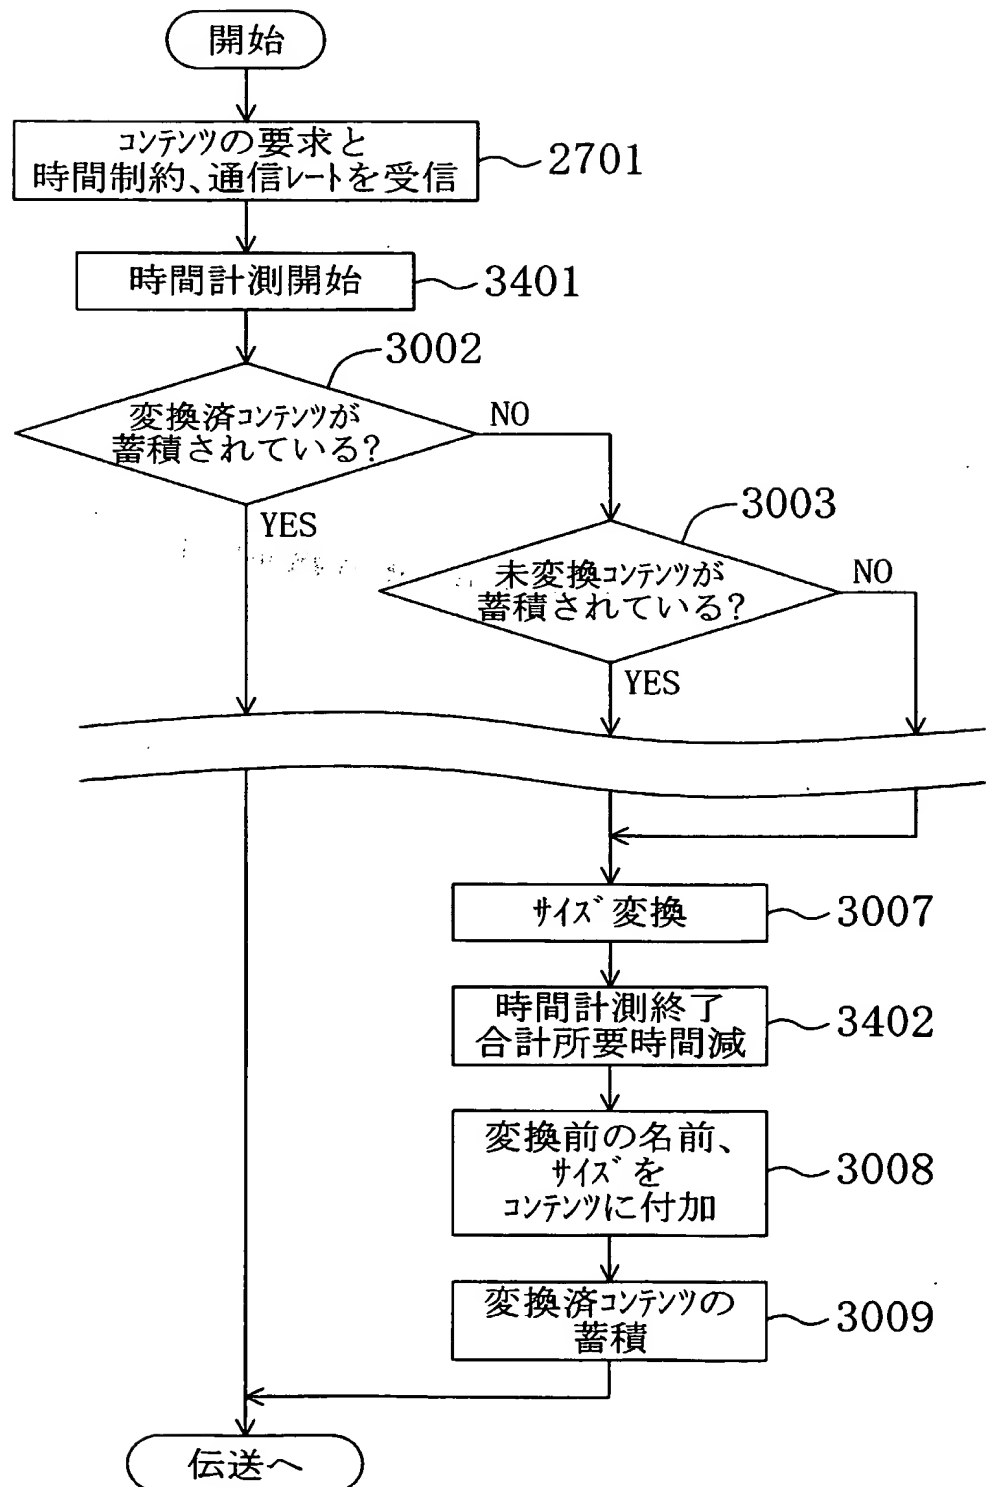 開始
コンテンツの要求と
時間制約、通信レートを受信
2701
時間計測開始
3401
3002
変換済コンテンツが
蓄積されている?
NO
YES
3003
未変換コンテンツが
蓄積されている?
NO
YES
サイズ変換
3007
時間計測終了
合計所要時間減
3402
変換前の名前、
サイズを
コンテンツに付加
3008
変換済コンテンツの
蓄積
3009
伝送へ